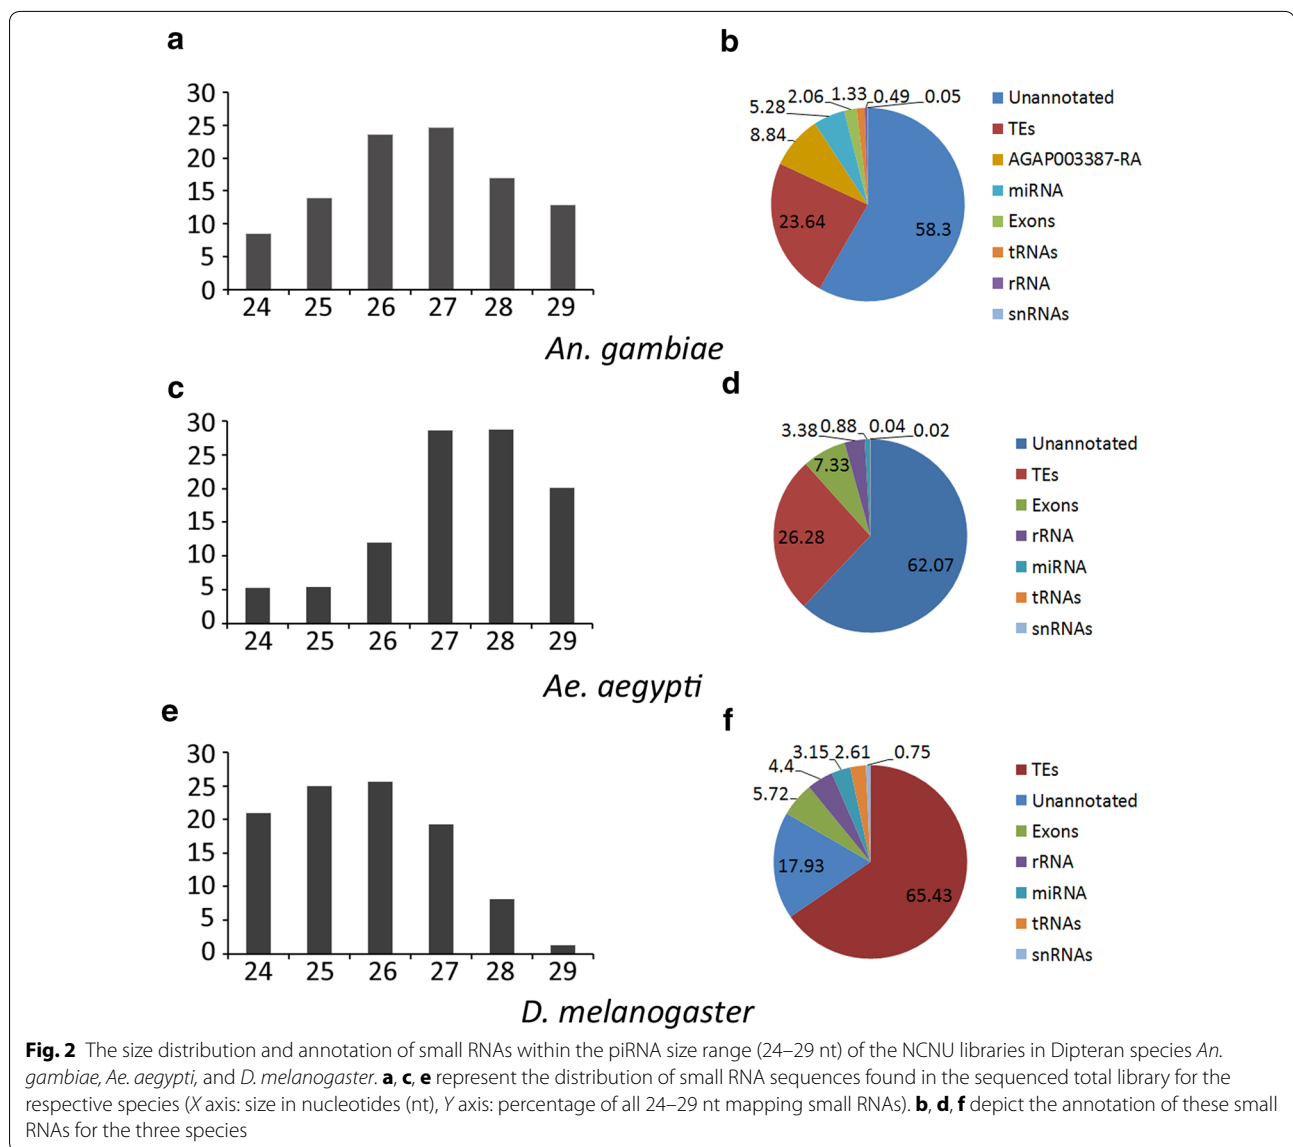 a
30
25
20
15
10
5
0
24 25 26 27 28 29
An. gambiae
b
5.28 2.06 1.33 0.49 0.05
8.84
23.64
58.3
Unannotated
TEs
AGAP003387-RA
miRNA
Exons
tRNAs
rRNA
snRNAs
c
30
25
20
15
10
5
0
24 25 26 27 28 29
Ae. aegypti
d
3.38 0.88 0.04 0.02
7.33
26.28
62.07
Unannotated
TEs
Exons
rRNA
miRNA
tRNAs
snRNAs
e
30
25
20
15
10
5
0
24 25 26 27 28 29
D. melanogaster
f
3.15 2.61 0.75
4.4
5.72
17.93
65.43
TEs
Unannotated
Exons
rRNA
miRNA
tRNAs
snRNAs
Fig. 2 The size distribution and annotation of small RNAs within the piRNA size range (24–29 nt) of the NCNU libraries in Dipteran species An.
gambiae, Ae. aegypti, and D. melanogaster. a, c, e represent the distribution of small RNA sequences found in the sequenced total library for the
respective species (X axis: size in nucleotides (nt), Y axis: percentage of all 24–29 nt mapping small RNAs). b, d, f depict the annotation of these small
RNAs for the three species